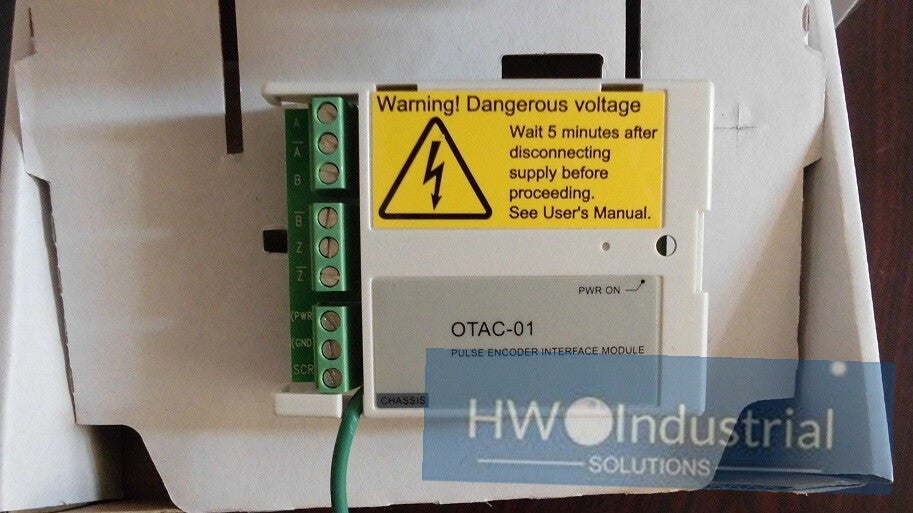 Warning! Dangerous voltage
Wait 5 minutes after
disconnecting
supply before
proceeding.
See User's Manual.
A
A̅
B
B̅
Z
Z̅
(PWR
(GND
SCR
PWR ON
OTAC-01
PULSE ENCODER INTERFACE MODULE
CHASSIS
HW Industrial
SOLUTIONS